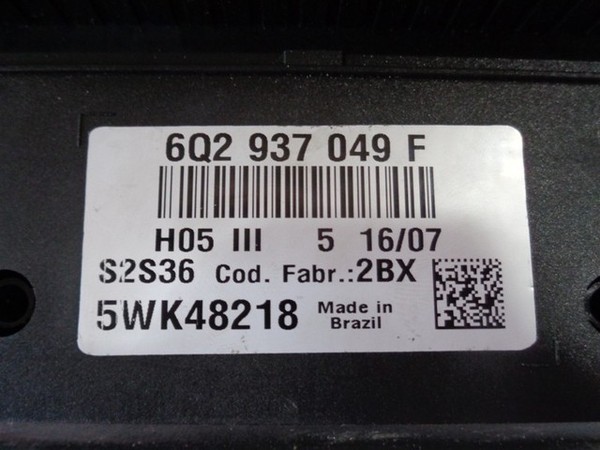 6Q2 937 049 F
H05 III 5 16/07
S2S36 Cod. Fabr.:2BX
5WK48218 Made in
Brazil